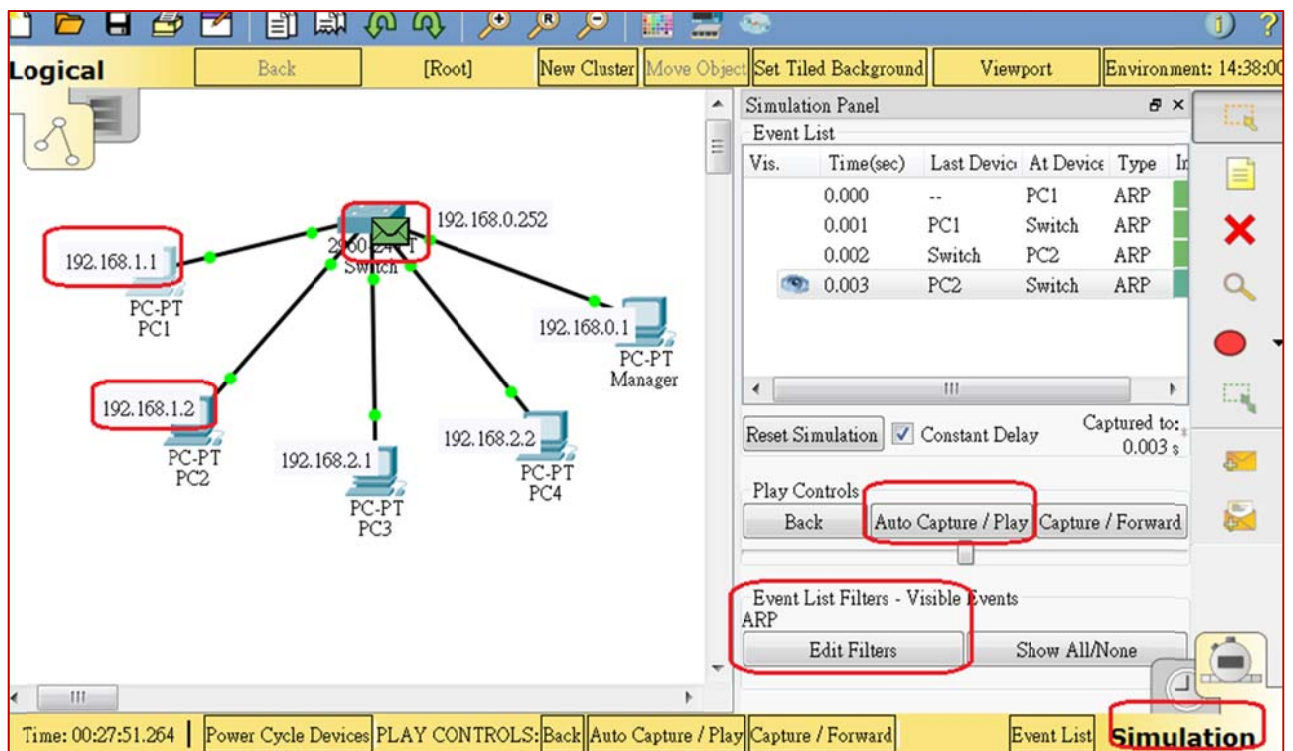 Logical
Back
[Root]
New Cluster
Move Object
Set Tiled Background
Viewport
Environment: 14:38:00
192.168.0.252
192.168.1.1
Switch
PC-PT
PC1
192.168.0.1
PC-PT
Manager
192.168.1.2
PC-PT
PC2
192.168.2.1
PC-PT
PC3
192.168.2.2
PC-PT
PC4
Simulation Panel
Event List
Vis. Time(sec) Last Device At Device Type In
0.000 -- PC1 ARP
0.001 PC1 Switch ARP
0.002 Switch PC2 ARP
0.003 PC2 Switch ARP
Reset Simulation
Constant Delay
Captured to:
0.003 s
Play Controls
Back
Auto Capture / Play
Capture / Forward
Event List Filters - Visible Events
ARP
Edit Filters
Show All/None
Time: 00:27:51.264
Power Cycle Devices
PLAY CONTROLS:
Back
Auto Capture / Play
Capture / Forward
Event List
Simulation